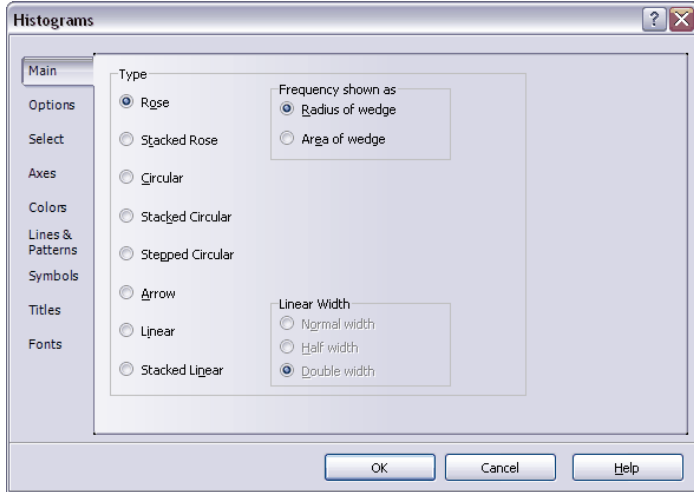 Histograms
Main
Options
Select
Axes
Colors
Lines &
Patterns
Symbols
Titles
Fonts
Type
Rose
Stacked Rose
Circular
Stacked Circular
Stepped Circular
Arrow
Linear
Stacked Linear
Frequency shown as
Radius of wedge
Area of wedge
Linear Width
Normal width
Half width
Double width
OK
Cancel
Help